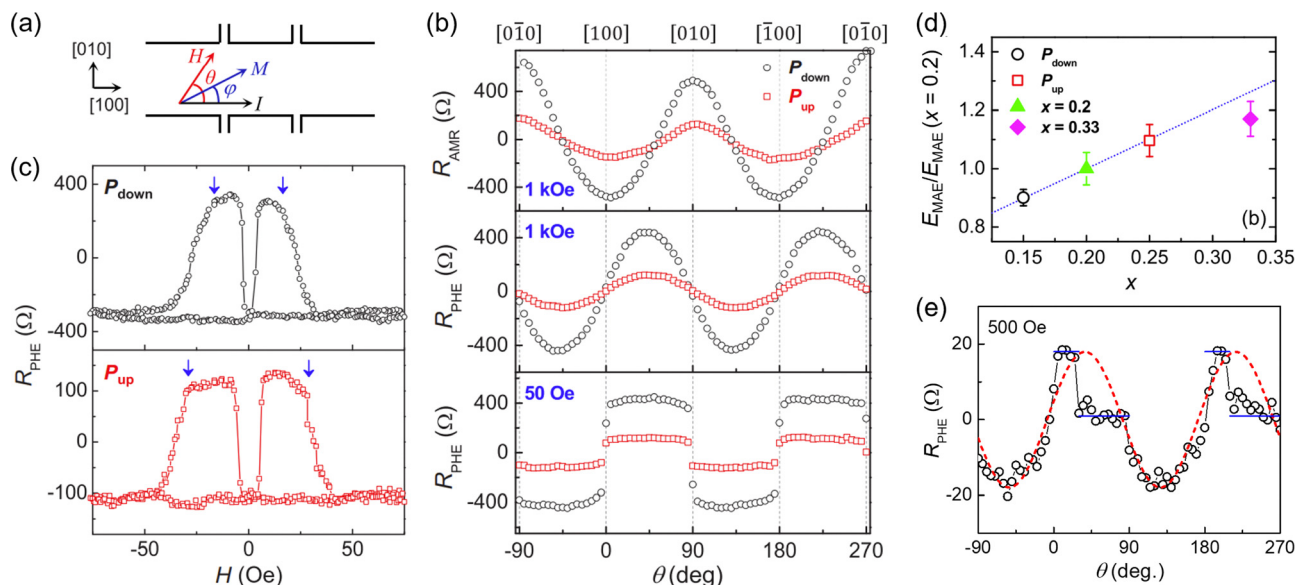 (a)
[010]
[100]
H
M
θ
φ
I
(b)
[01̄0] [100] [010] [1̄00] [01̄0]
P_down
P_up
400
0
-400
R_AMR (Ω)
1 kOe
1 kOe
400
0
-400
R_PHE (Ω)
50 Oe
400
0
-400
R_PHE (Ω)
-90 0 90 180 270
θ (deg)
(c)
P_down
400
0
-400
P_up
100
0
-100
R_PHE (Ω)
-50 0 50
H (Oe)
(d)
1.4
1.2
1.0
0.8
E_MAE/E_MAE (x = 0.2)
P_down
P_up
x = 0.2
x = 0.33
(b)
0.15 0.20 0.25 0.30 0.35
x
(e)
500 Oe
20
0
-20
R_PHE (Ω)
-90 0 90 180 270
θ (deg.)